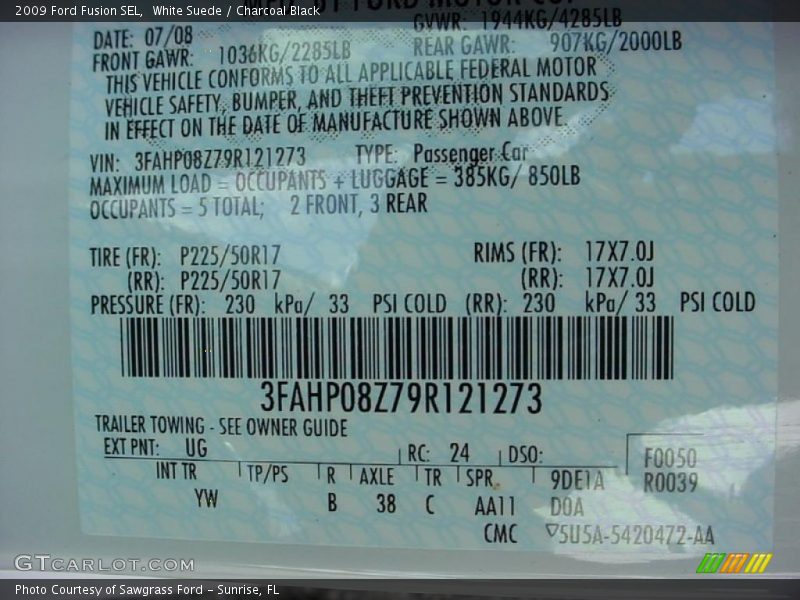 2009 Ford Fusion SEL,  White Suede / Charcoal Black
GVWR: 1944KG/4285LB
DATE: 07/08
FRONT GAWR: 1036KG/2285LB REAR GAWR: 907KG/2000LB
THIS VEHICLE CONFORMS TO ALL APPLICABLE FEDERAL MOTOR
VEHICLE SAFETY, BUMPER, AND THEFT PREVENTION STANDARDS
IN EFFECT ON THE DATE OF MANUFACTURE SHOWN ABOVE.
VIN: 3FAHP08Z79R121273 TYPE: Passenger Car
MAXIMUM LOAD = OCCUPANTS + LUGGAGE = 385KG/ 850LB
OCCUPANTS = 5 TOTAL; 2 FRONT, 3 REAR
TIRE (FR): P225/50R17 RIMS (FR): 17X7.0J
(RR): P225/50R17 (RR): 17X7.0J
PRESSURE (FR): 230 kPa/ 33 PSI COLD (RR): 230 kPa/ 33 PSI COLD
3FAHP08Z79R121273
TRAILER TOWING - SEE OWNER GUIDE
EXT PNT: UG RC: 24 DSO: F0050
INT TR TP/PS R AXLE TR SPR 9DE1A R0039
YW B 38 C AA11 D0A
CMC ▽5U5A-5420472-AA
GTCARLOT.COM
Photo Courtesy of Sawgrass Ford - Sunrise, FL